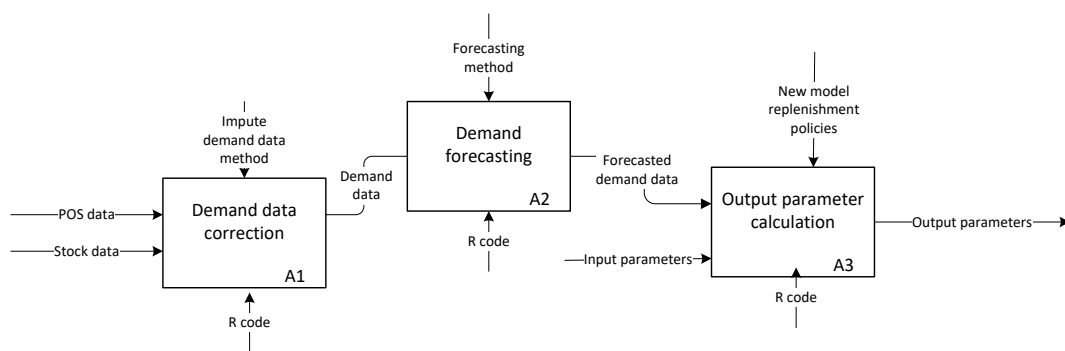 Impute
demand data
method
POS data
Stock data
Demand data
correction
A1
R code
Demand
data
Forecasting
method
Demand
forecasting
A2
R code
Forecasted
demand data
Input parameters
New model
replenishment
policies
Output parameter
calculation
A3
R code
Output parameters